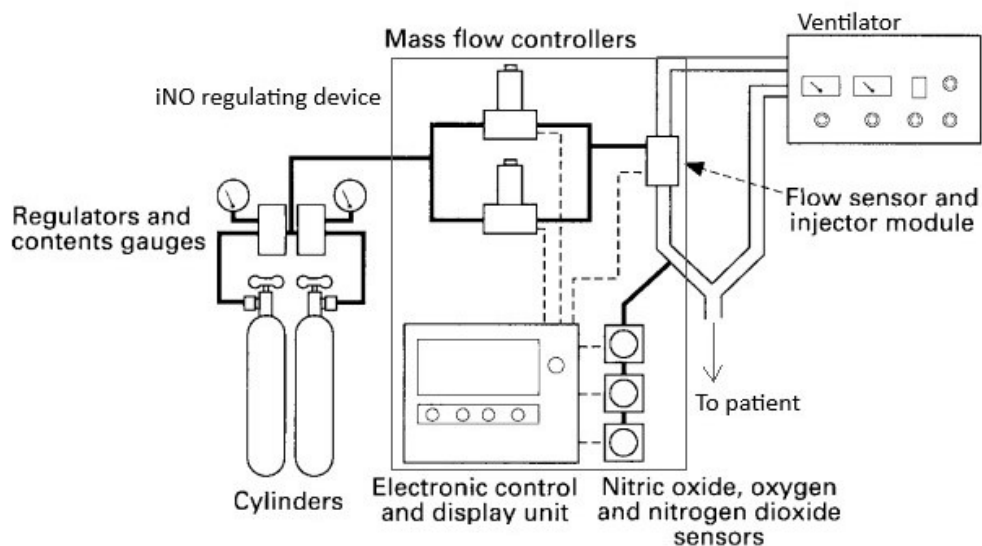 Ventilator
Mass flow controllers
iNO regulating device
Flow sensor and
injector module
Regulators and
contents gauges
To patient
Cylinders
Electronic control
and display unit
Nitric oxide, oxygen
and nitrogen dioxide
sensors